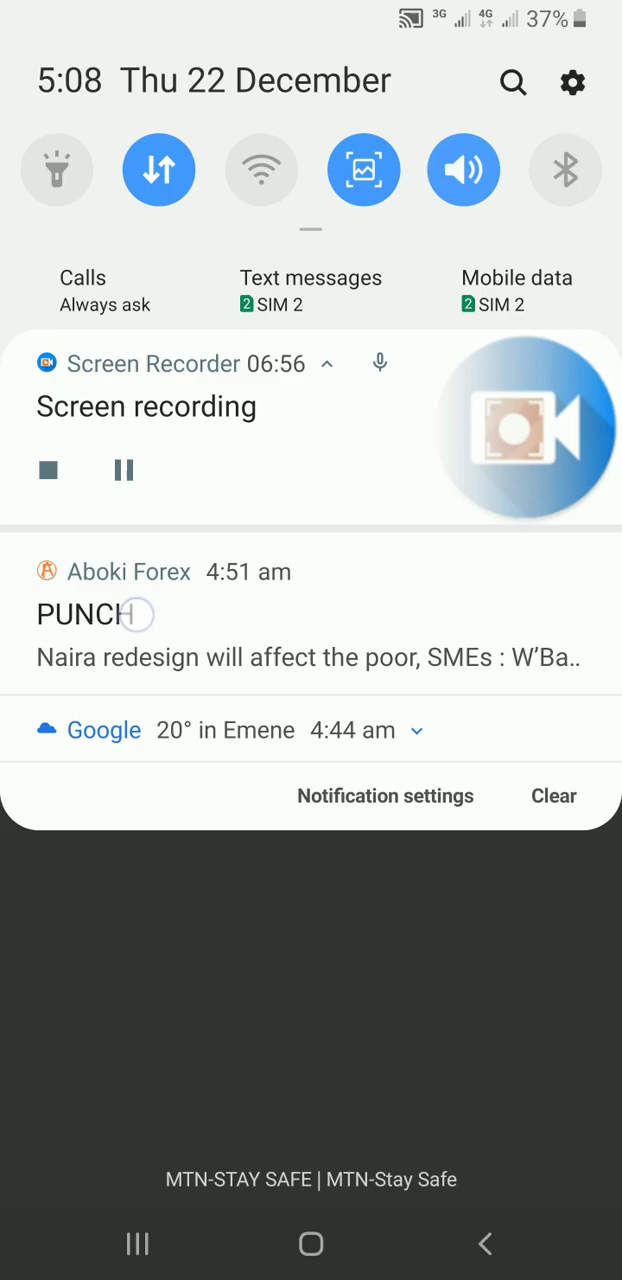 3G 4G 37%
5:08 Thu 22 December
Calls Text messages Mobile data
Always ask 2 SIM 2 2 SIM 2
Screen Recorder 06:56
Screen recording
Aboki Forex 4:51 am
PUNCH
Naira redesign will affect the poor, SMEs : W’Ba..
Google 20° in Emene 4:44 am
Notification settings Clear
MTN-STAY SAFE | MTN-Stay Safe